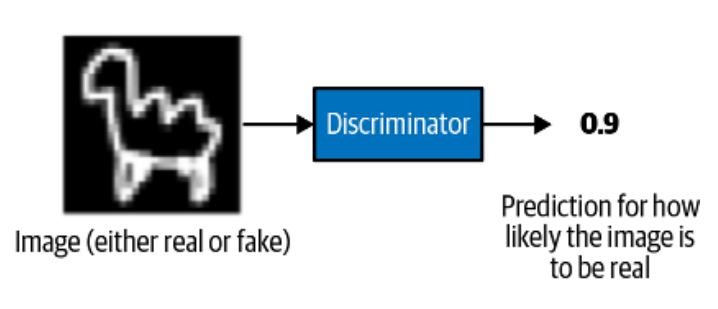 Discriminator
0.9
Image (either real or fake)
Prediction for how
likely the image is
to be real